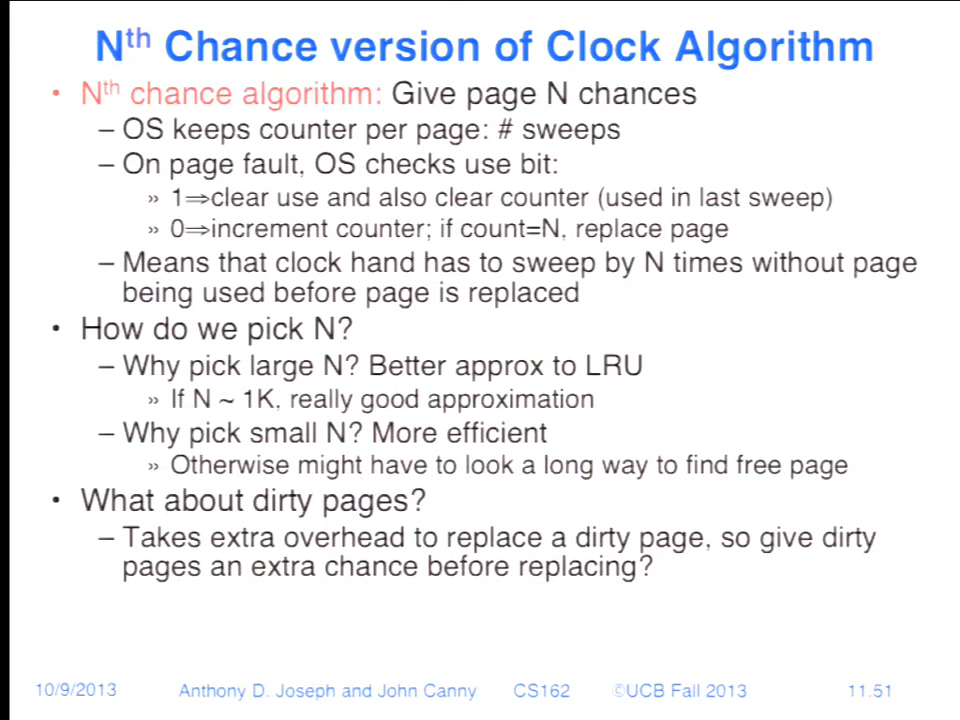 Nth Chance version of Clock Algorithm
• Nth chance algorithm: Give page N chances
– OS keeps counter per page: # sweeps
– On page fault, OS checks use bit:
» 1⇒clear use and also clear counter (used in last sweep)
» 0⇒increment counter; if count=N, replace page
– Means that clock hand has to sweep by N times without page
being used before page is replaced
• How do we pick N?
– Why pick large N? Better approx to LRU
» If N ~ 1K, really good approximation
– Why pick small N? More efficient
» Otherwise might have to look a long way to find free page
• What about dirty pages?
– Takes extra overhead to replace a dirty page, so give dirty
pages an extra chance before replacing?
10/9/2013 Anthony D. Joseph and John Canny CS162 ©UCB Fall 2013 11.51